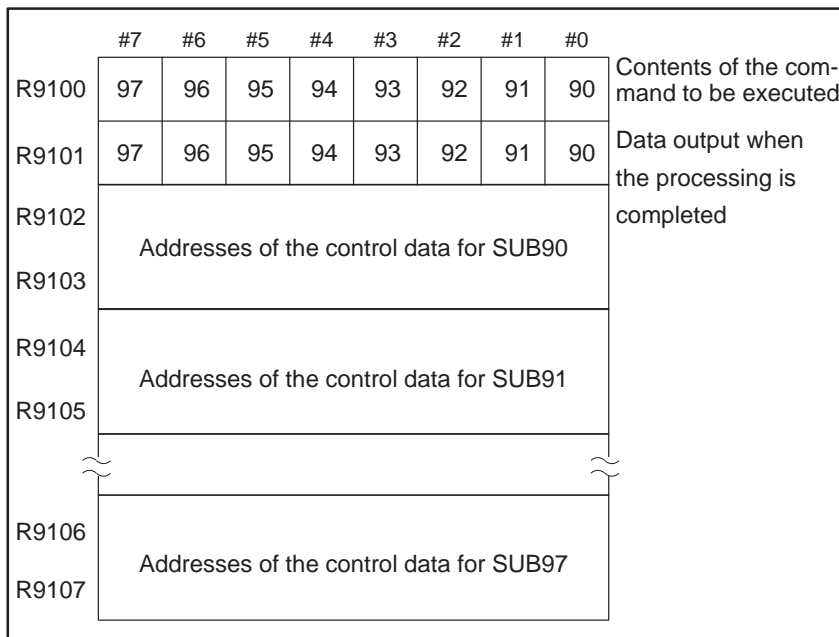 #7 #6 #5 #4 #3 #2 #1 #0
R9100 97 96 95 94 93 92 91 90 Contents of the com-
mand to be executed
R9101 97 96 95 94 93 92 91 90 Data output when
the processing is
completed
R9102
Addresses of the control data for SUB90
R9103
R9104
Addresses of the control data for SUB91
R9105
R9106
Addresses of the control data for SUB97
R9107